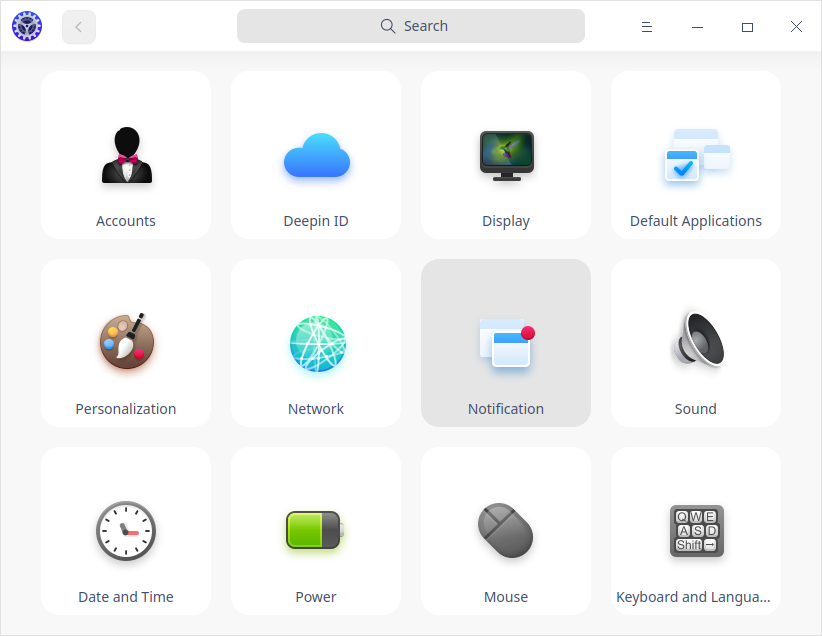 Search
Accounts
Deepin ID
Display
Default Applications
Personalization
Network
Notification
Sound
Q W E
A S D
Shift →
Date and Time
Power
Mouse
Keyboard and Langua...